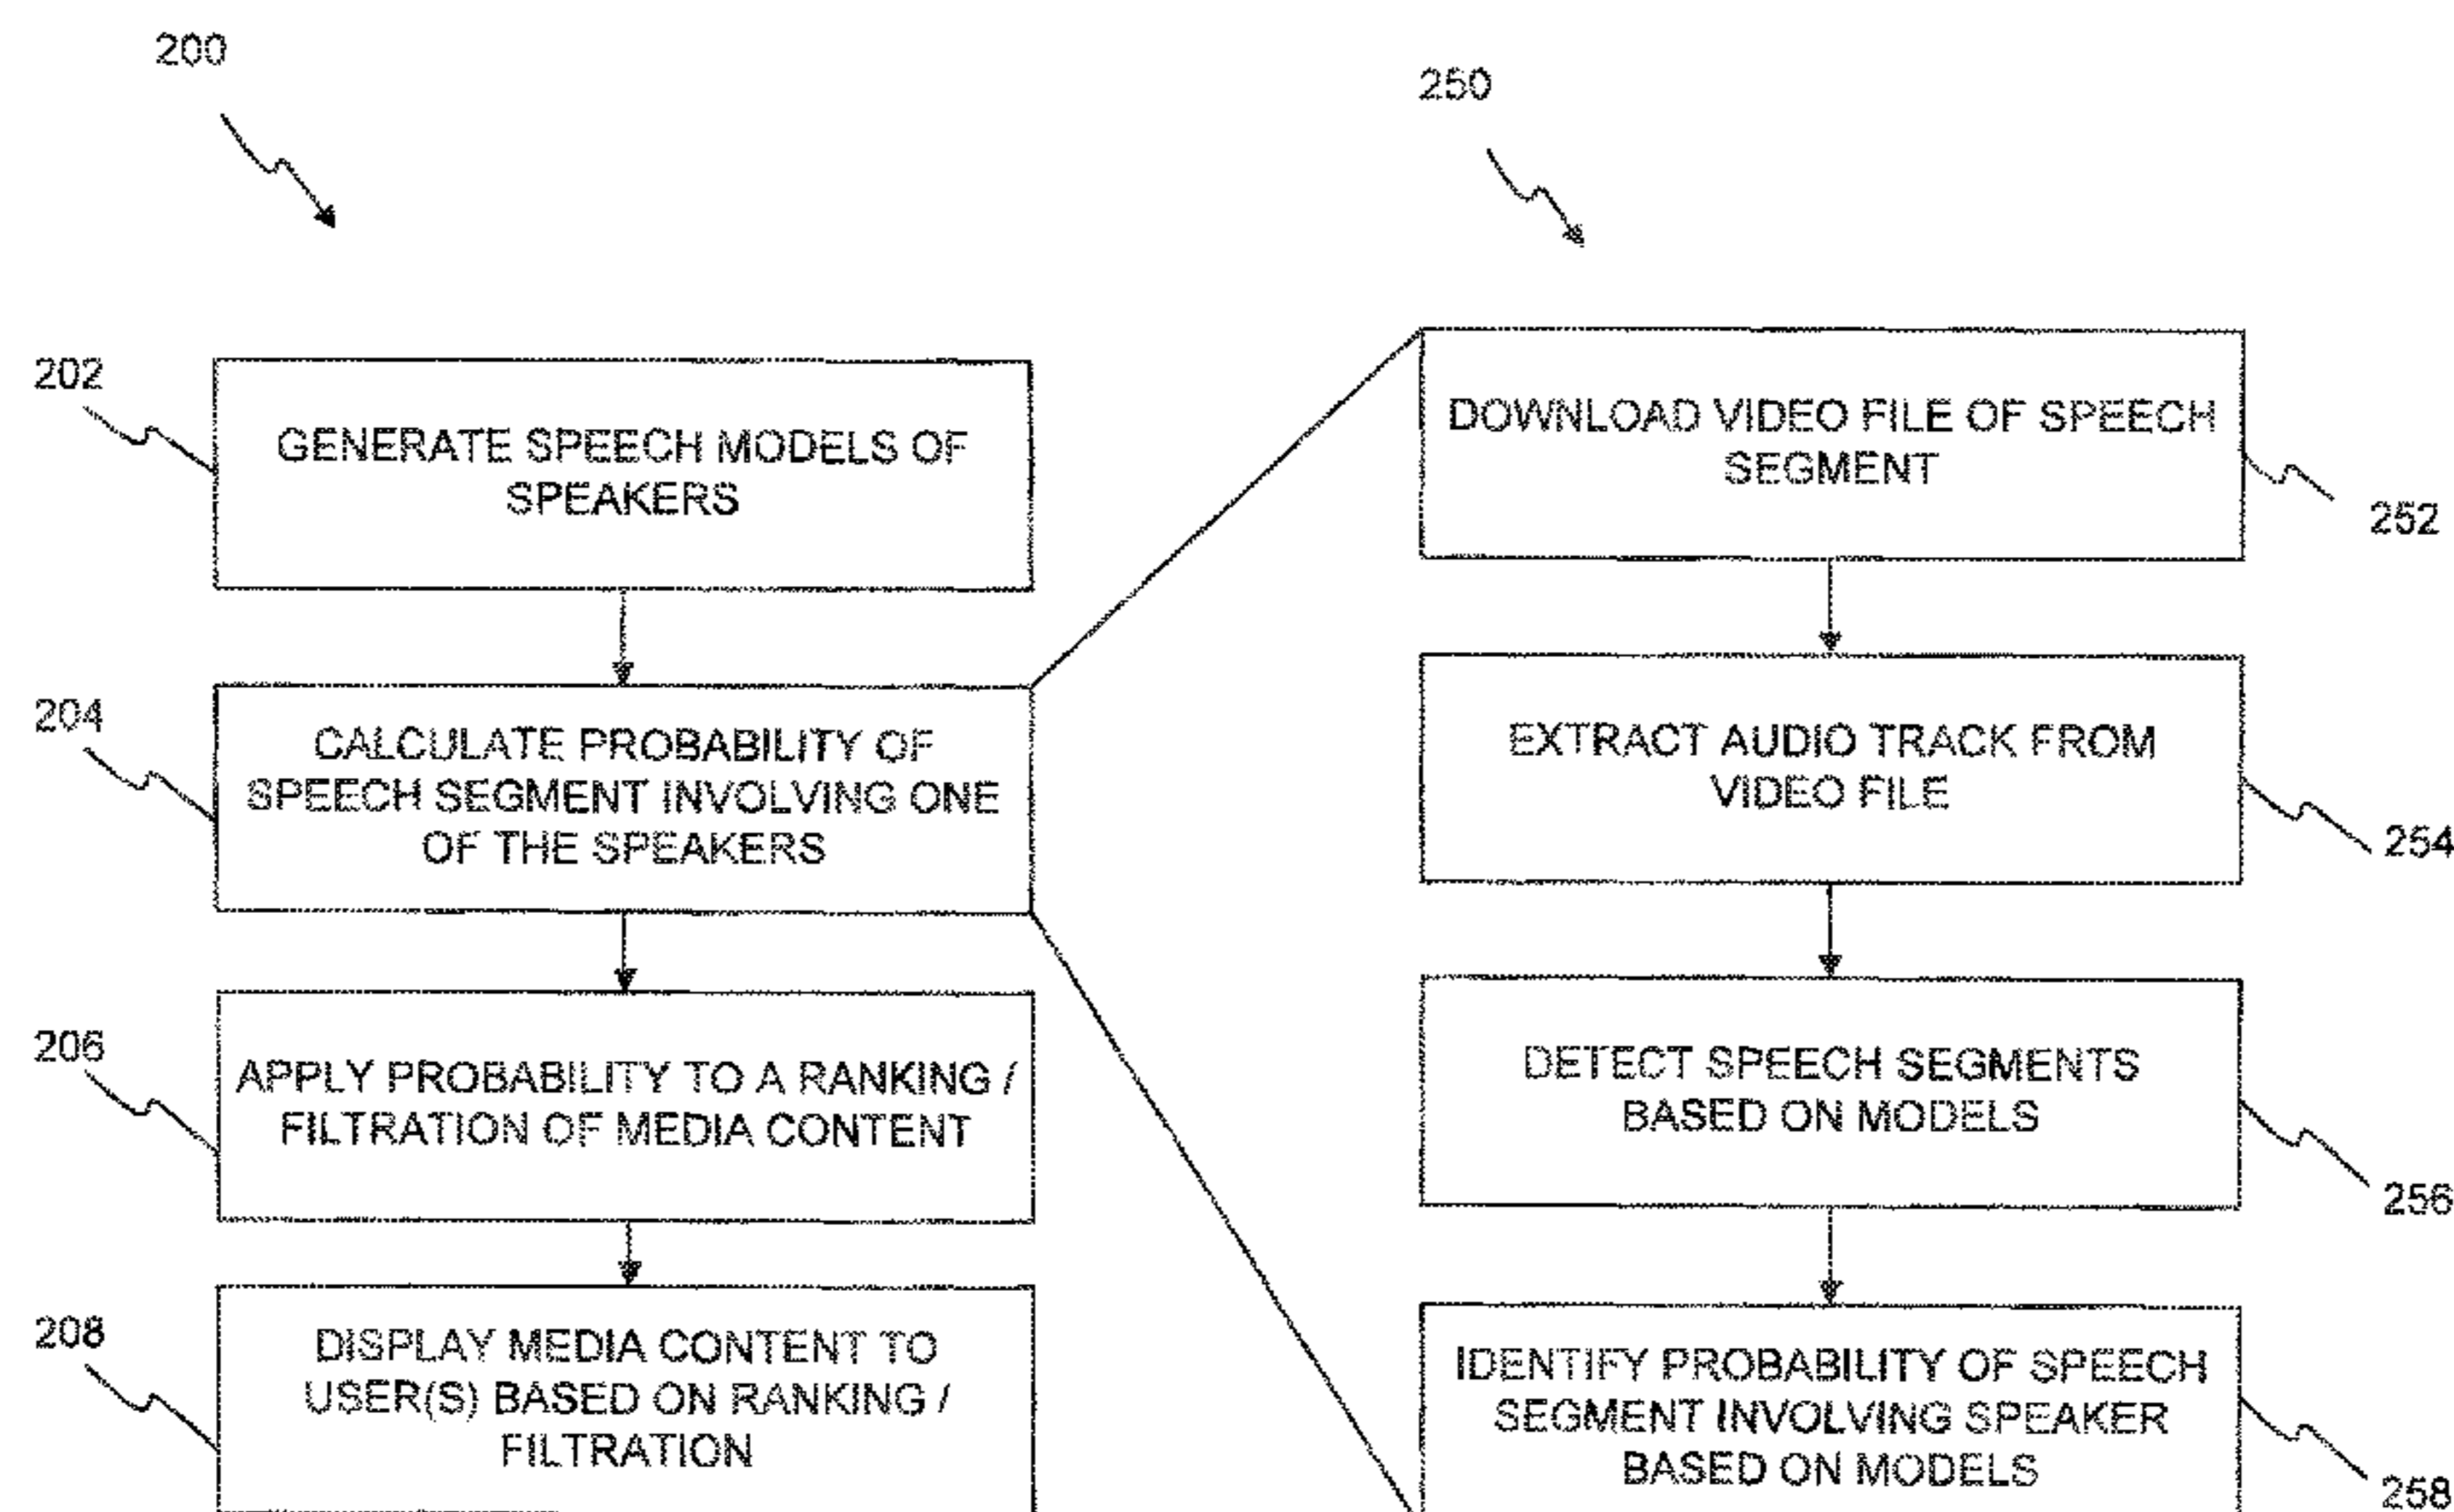 200
250
202
GENERATE SPEECH MODELS OF
SPEAKERS
204
CALCULATE PROBABILITY OF
SPEECH SEGMENT INVOLVING ONE
OF THE SPEAKERS
206
APPLY PROBABILITY TO A RANKING /
FILTRATION OF MEDIA CONTENT
208
DISPLAY MEDIA CONTENT TO
USER(S) BASED ON RANKING /
FILTRATION
DOWNLOAD VIDEO FILE OF SPEECH
SEGMENT
252
EXTRACT AUDIO TRACK FROM
VIDEO FILE
254
DETECT SPEECH SEGMENTS
BASED ON MODELS
256
IDENTIFY PROBABILITY OF SPEECH
SEGMENT INVOLVING SPEAKER
BASED ON MODELS
258